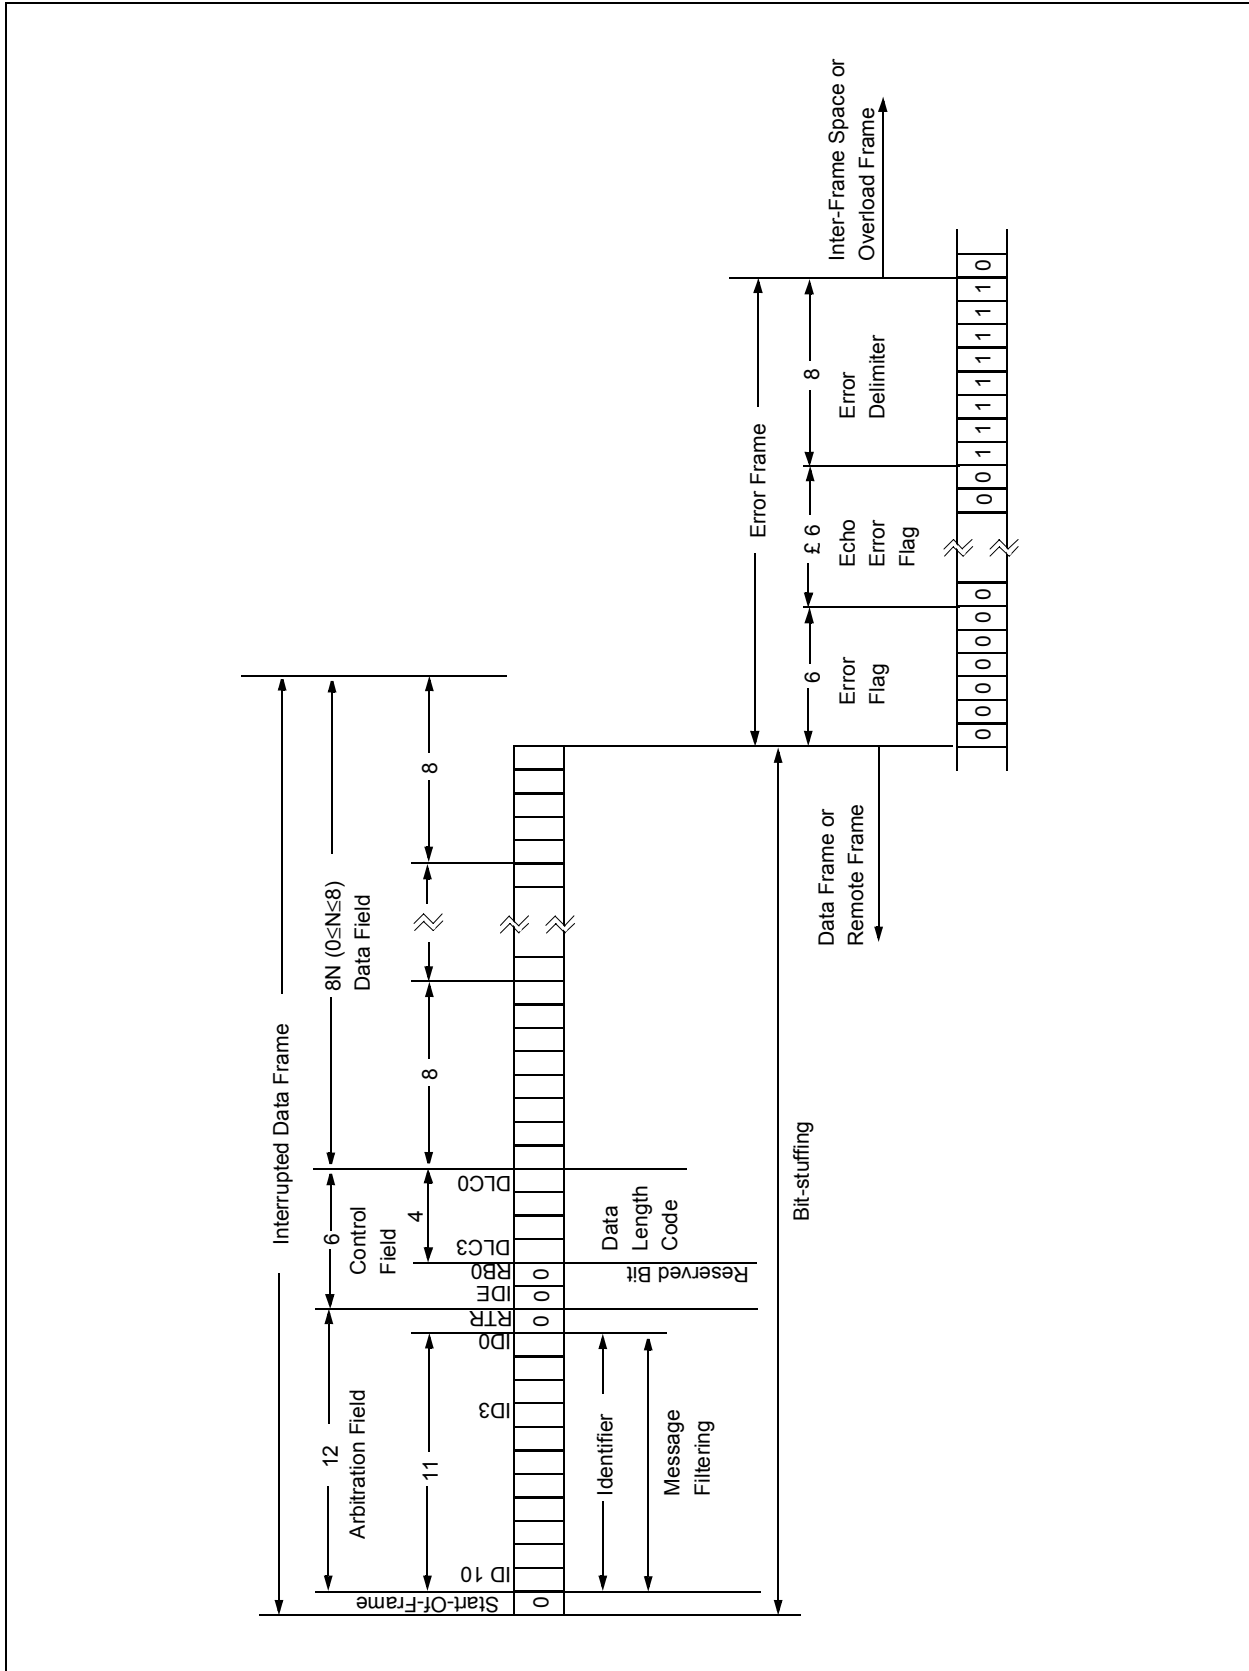 Interrupted Data Frame
12
Arbitration Field
6
Control
Field
8N (0≤N≤8)
Data Field
11
4
8
8
Start-Of-Frame
ID 10
ID3
ID0
RTR
IDE
RB0
DLC3
DLC0
0
0
0
0
Identifier
Message
Filtering
Reserved Bit
Data
Length
Code
Bit-stuffing
Data Frame or
Remote Frame
Error Frame
6
Error
Flag
£ 6
Echo
Error
Flag
8
Error
Delimiter
Inter-Frame Space or
Overload Frame
0 0 0 0 0 0 0 0 0 1 1 1 1 1 1 1 1 0